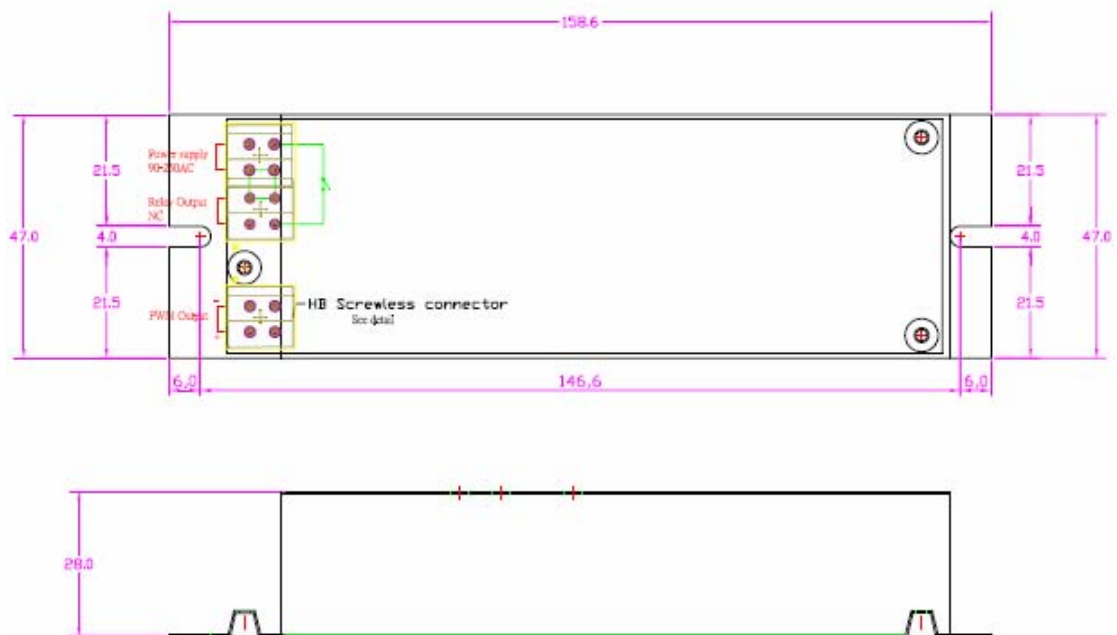 158.6
Power supply
90-250AC
21.5
21.5
Relay Output
NC
N
47.0
4.0
4.0
47.0
21.5
HB Screwless connector
21.5
See detail
PWM Output
-
+
6,0
146,6
6,0
28.0